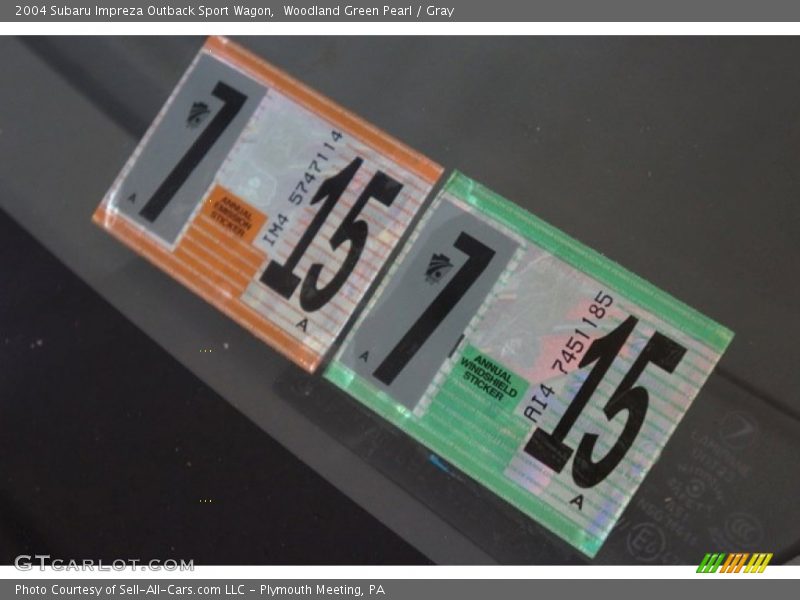 2004 Subaru Impreza Outback Sport Wagon,  Woodland Green Pearl / Gray
7
A
ANNUAL
EMISSION
STICKER
IM4 5747114
15
A
7
A
ANNUAL
WINDSHIELD
STICKER
AI4 7451185
15
A
GTCARLOT.COM
Photo Courtesy of Sell-All-Cars.com LLC - Plymouth Meeting, PA